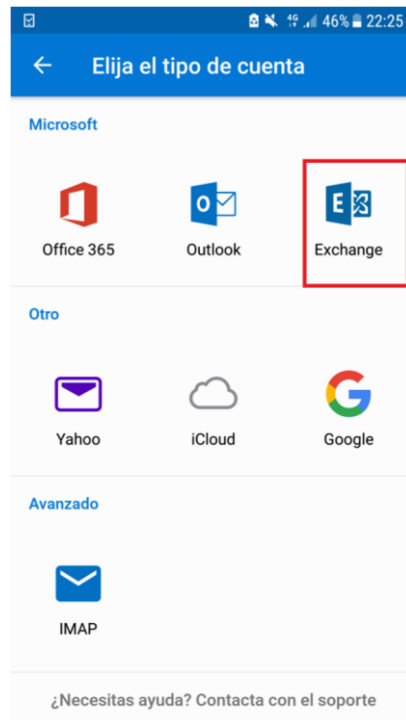 4G 46% 22:25
Elija el tipo de cuenta
Microsoft
Office 365 Outlook Exchange
Otro
Yahoo iCloud Google
Avanzado
IMAP
¿Necesitas ayuda? Contacta con el soporte